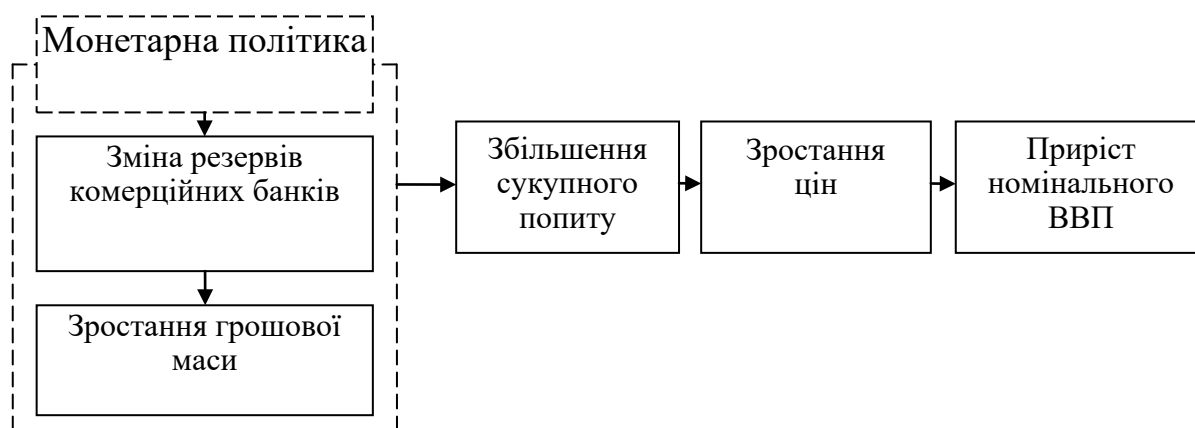 Монетарна політика
Зміна резервів
комерційних банків
Зростання грошової
маси
Збільшення
сукупного
попиту
Зростання
цін
Приріст
номінального
ВВП